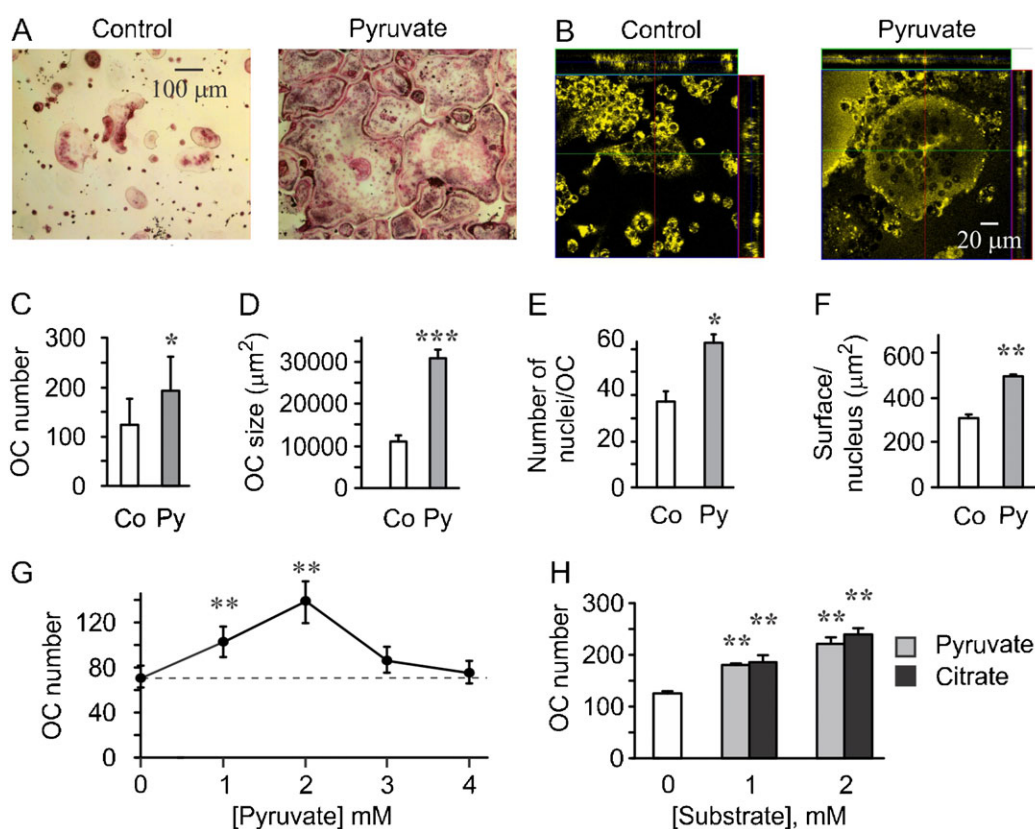 A Control Pyruvate
100 μm
B Control Pyruvate
20 μm
C
OC number
300
200
100
0
*
Co Py
D
OC size (μm²)
30000
10000
0
***
Co Py
E
Number of
nuclei/OC
60
40
20
0
*
Co Py
F
Surface/
nucleus (μm²)
600
400
200
0
**
Co Py
G
OC number
120
80
40
0
** **
0 1 2 3 4
[Pyruvate] mM
H
OC number
300
200
100
0
** ** ** **
0 1 2
[Substrate], mM
Pyruvate
Citrate